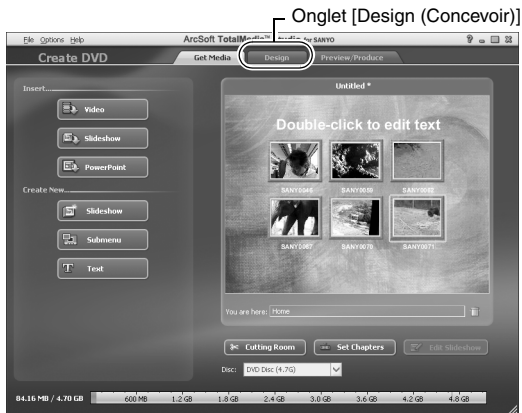 Onglet [Design (Concevoir)]
File Options Help
ArcSoft TotalMedia™ Studio for SANYO
Create DVD
Get Media
Design
Preview/Produce
Insert...
Video
Slideshow
PowerPoint
Create New...
Slideshow
Submenu
Text
Untitled *
Double-click to edit text
SANY0046 SANY0050 SANY0062
SANY0067 SANY0070 SANY0071
You are here: Home
Cutting Room
Set Chapters
Edit Slideshow
Disc: DVD Disc (4.7G)
84.16 MB / 4.70 GB 600 MB 1.2 GB 1.8 GB 2.4 GB 3.0 GB 3.6 GB 4.2 GB 4.8 GB